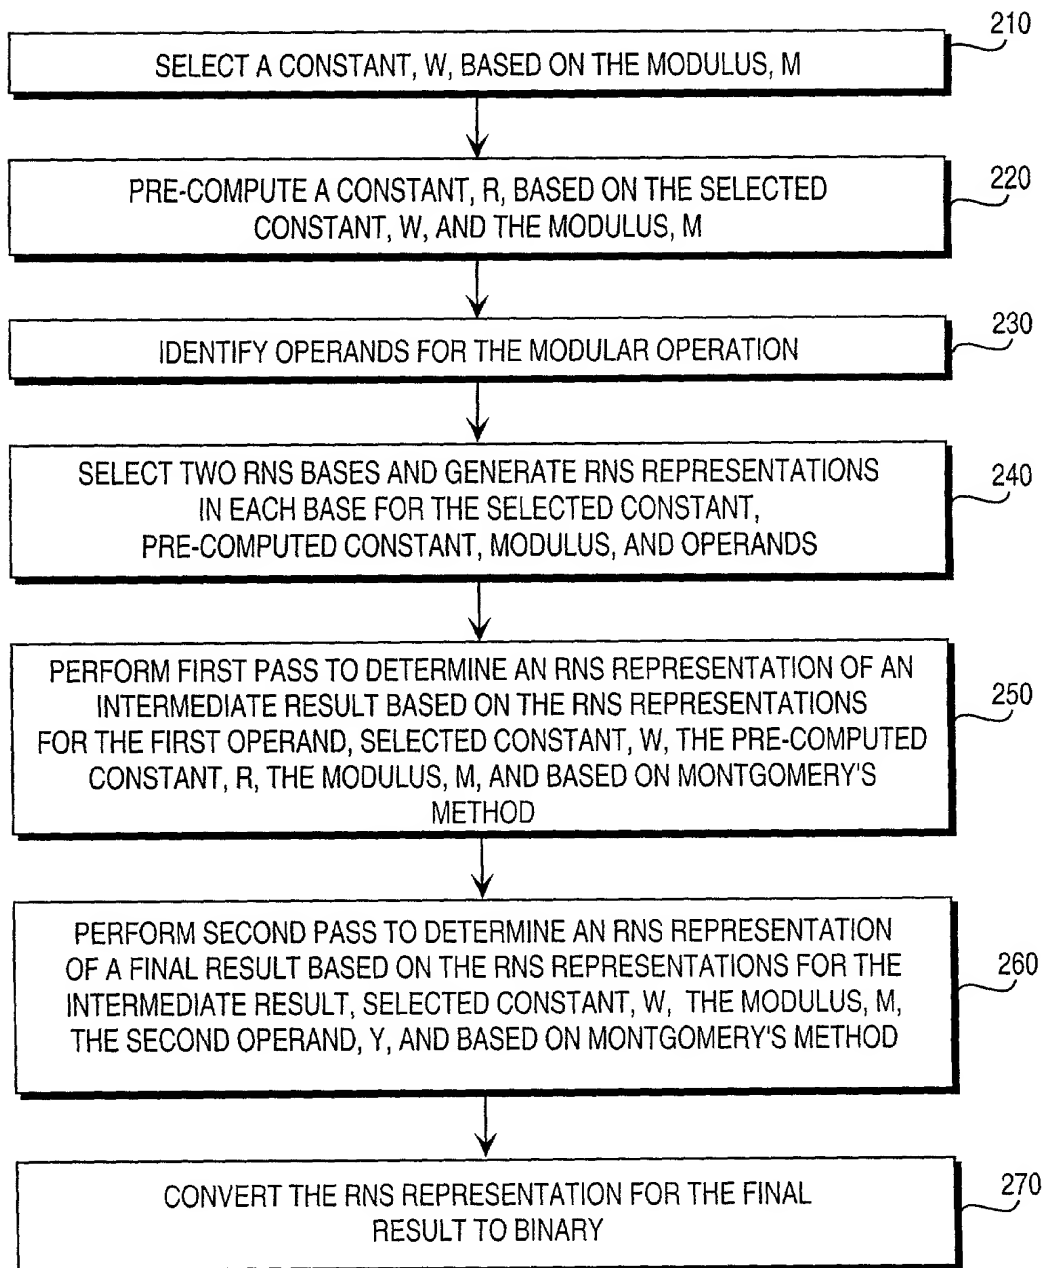 210
SELECT A CONSTANT, W, BASED ON THE MODULUS, M
220
PRE-COMPUTE A CONSTANT, R, BASED ON THE SELECTED
CONSTANT, W, AND THE MODULUS, M
230
IDENTIFY OPERANDS FOR THE MODULAR OPERATION
240
SELECT TWO RNS BASES AND GENERATE RNS REPRESENTATIONS
IN EACH BASE FOR THE SELECTED CONSTANT,
PRE-COMPUTED CONSTANT, MODULUS, AND OPERANDS
250
PERFORM FIRST PASS TO DETERMINE AN RNS REPRESENTATION OF AN
INTERMEDIATE RESULT BASED ON THE RNS REPRESENTATIONS
FOR THE FIRST OPERAND, SELECTED CONSTANT, W, THE PRE-COMPUTED
CONSTANT, R, THE MODULUS, M, AND BASED ON MONTGOMERY'S
METHOD
260
PERFORM SECOND PASS TO DETERMINE AN RNS REPRESENTATION
OF A FINAL RESULT BASED ON THE RNS REPRESENTATIONS FOR THE
INTERMEDIATE RESULT, SELECTED CONSTANT, W, THE MODULUS, M,
THE SECOND OPERAND, Y, AND BASED ON MONTGOMERY'S METHOD
270
CONVERT THE RNS REPRESENTATION FOR THE FINAL
RESULT TO BINARY